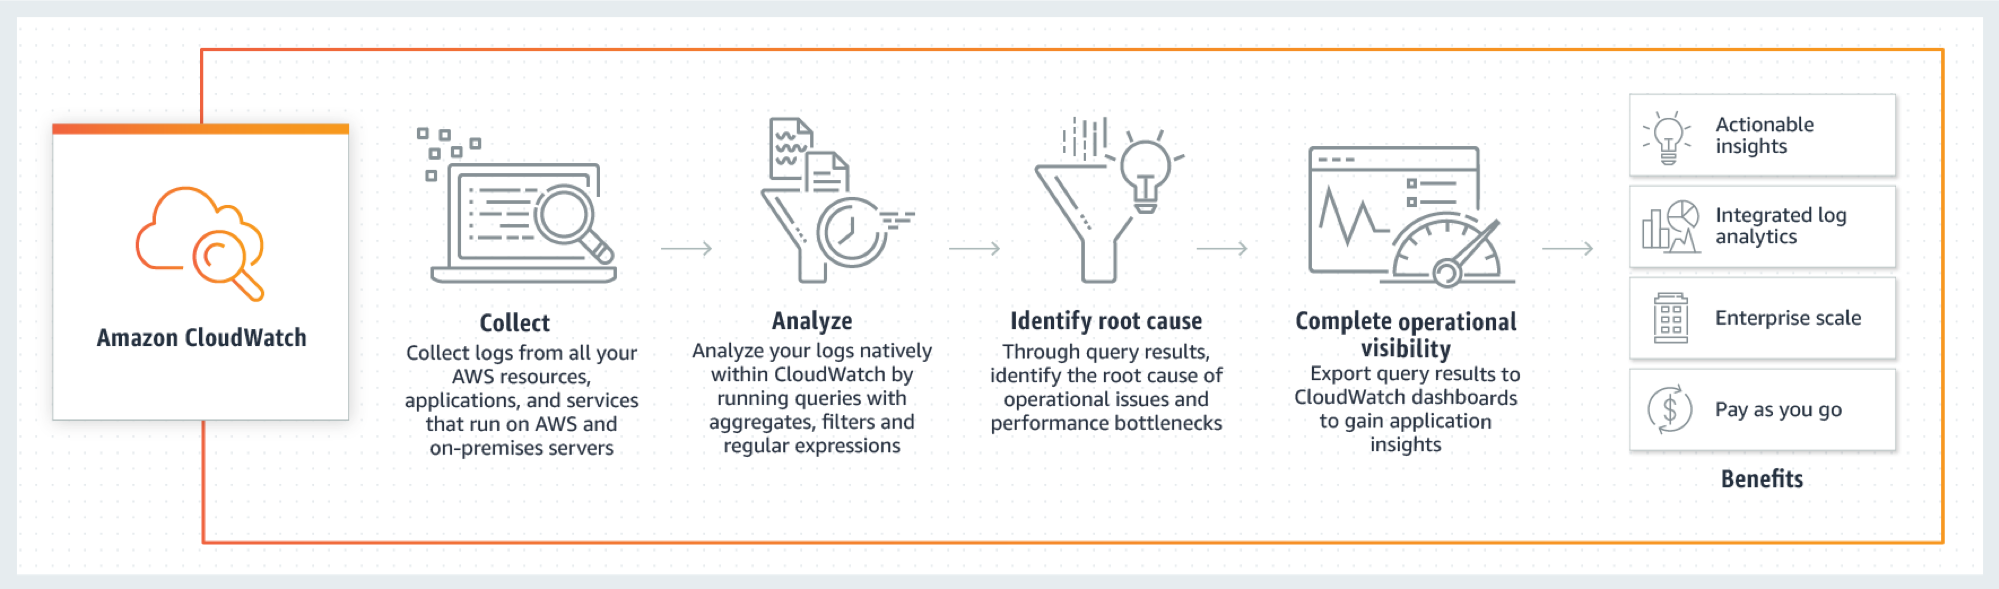 Amazon CloudWatch
Collect
Collect logs from all your
AWS resources,
applications, and services
that run on AWS and
on-premises servers
Analyze
Analyze your logs natively
within CloudWatch by
running queries with
aggregates, filters and
regular expressions
Identify root cause
Through query results,
identify the root cause of
operational issues and
performance bottlenecks
Complete operational
visibility
Export query results to
CloudWatch dashboards
to gain application
insights
Actionable
insights
Integrated log
analytics
Enterprise scale
$
Pay as you go
Benefits